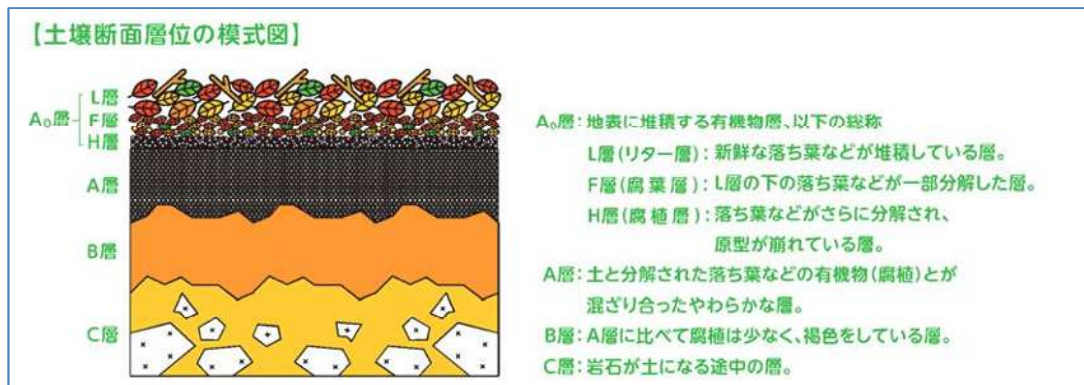 【土壌断面層位の模式図】
A₀層
L層
F層
H層
A層
B層
C層
A₀層：地表に堆積する有機物層、以下の総称
L層（リター層）：新鮮な落ち葉などが堆積している層。
F層（腐葉層）：L層の下の落ち葉などが一部分解した層。
H層（腐植層）：落ち葉などがさらに分解され、
原型が崩れている層。
A層：土と分解された落ち葉などの有機物（腐植）とが
混ざり合ったやわらかな層。
B層：A層に比べて腐植は少なく、褐色をしている層。
C層：岩石が土になる途中の層。